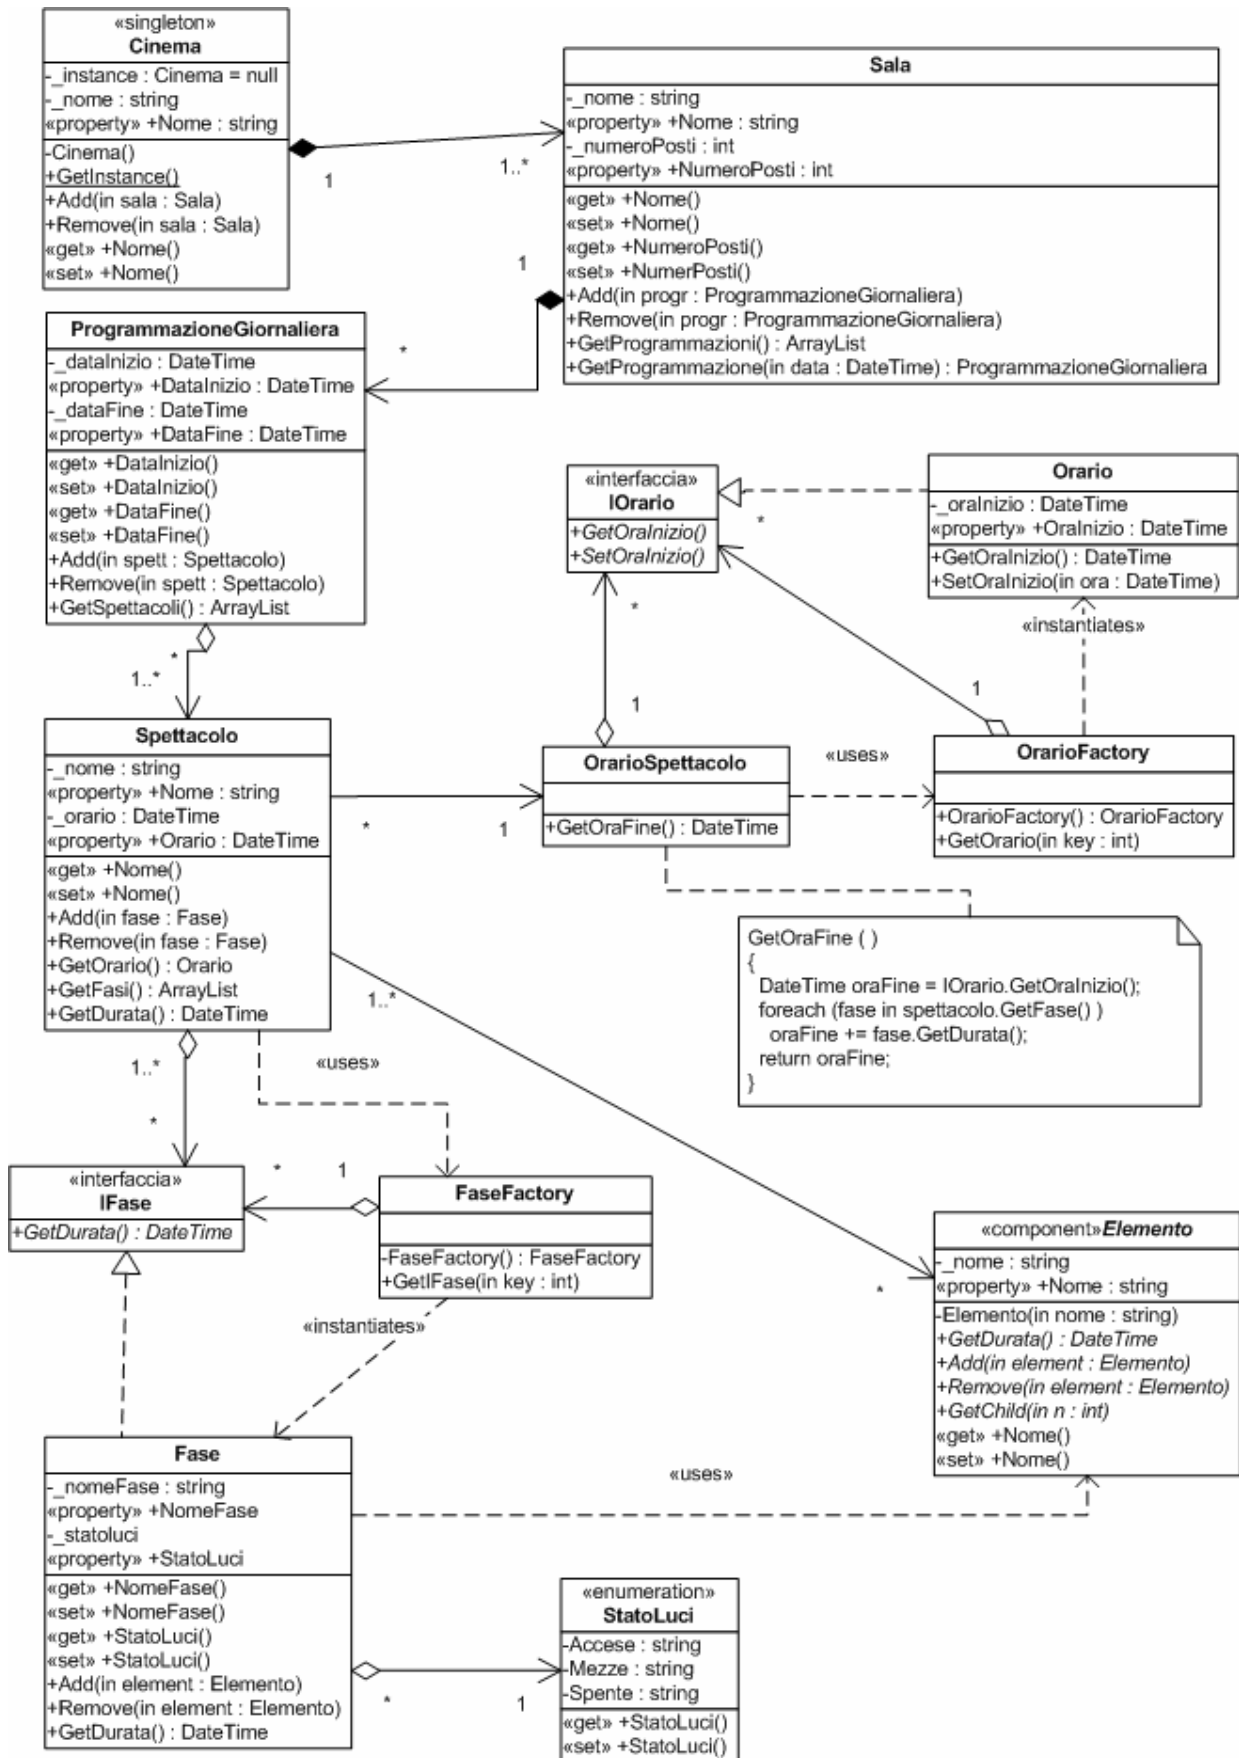 «singleton»
Cinema
-_instance : Cinema = null
-_nome : string
«property» +Nome : string
-Cinema()
+GetInstance()
+Add(in sala : Sala)
+Remove(in sala : Sala)
«get» +Nome()
«set» +Nome()
1
1..*
Sala
-_nome : string
«property» +Nome : string
-_numeroPosti : int
«property» +NumeroPosti : int
«get» +Nome()
«set» +Nome()
«get» +NumeroPosti()
«set» +NumerPosti()
+Add(in progr : ProgrammazioneGiornaliera)
+Remove(in progr : ProgrammazioneGiornaliera)
+GetProgrammazioni() : ArrayList
+GetProgrammazione(in data : DateTime) : ProgrammazioneGiornaliera
1
*
ProgrammazioneGiornaliera
-_dataInizio : DateTime
«property» +DataInizio : DateTime
-_dataFine : DateTime
«property» +DataFine : DateTime
«get» +DataInizio()
«set» +DataInizio()
«get» +DataFine()
«set» +DataFine()
+Add(in spett : Spettacolo)
+Remove(in spett : Spettacolo)
+GetSpettacoli() : ArrayList
*
1..*
«interfaccia»
IOrario
+GetOraInizio()
+SetOraInizio()
*
*
1
1
Orario
-_oraInizio : DateTime
«property» +OraInizio : DateTime
+GetOraInizio() : DateTime
+SetOraInizio(in ora : DateTime)
«instantiates»
Spettacolo
-_nome : string
«property» +Nome : string
-_orario : DateTime
«property» +Orario : DateTime
«get» +Nome()
«set» +Nome()
+Add(in fase : Fase)
+Remove(in fase : Fase)
+GetOrario() : Orario
+GetFasi() : ArrayList
+GetDurata() : DateTime
*
1
OrarioSpettacolo
+GetOraFine() : DateTime
«uses»
OrarioFactory
+OrarioFactory() : OrarioFactory
+GetOrario(in key : int)
GetOraFine ( )
{
DateTime oraFine = IOrario.GetOraInizio();
foreach (fase in spettacolo.GetFase() )
oraFine += fase.GetDurata();
return oraFine;
}
1..*
*
1..*
*
«uses»
«interfaccia»
IFase
+GetDurata() : DateTime
*
1
FaseFactory
-FaseFactory() : FaseFactory
+GetIFase(in key : int)
«instantiates»
«component»Elemento
-_nome : string
«property» +Nome : string
-Elemento(in nome : string)
+GetDurata() : DateTime
+Add(in element : Elemento)
+Remove(in element : Elemento)
+GetChild(in n : int)
«get» +Nome()
«set» +Nome()
«uses»
Fase
-_nomeFase : string
«property» +NomeFase
-_statoluci
«property» +StatoLuci
«get» +NomeFase()
«set» +NomeFase()
«get» +StatoLuci()
«set» +StatoLuci()
+Add(in element : Elemento)
+Remove(in element : Elemento)
+GetDurata() : DateTime
*
1
«enumeration»
StatoLuci
-Accese : string
-Mezze : string
-Spente : string
«get» +StatoLuci()
«set» +StatoLuci()